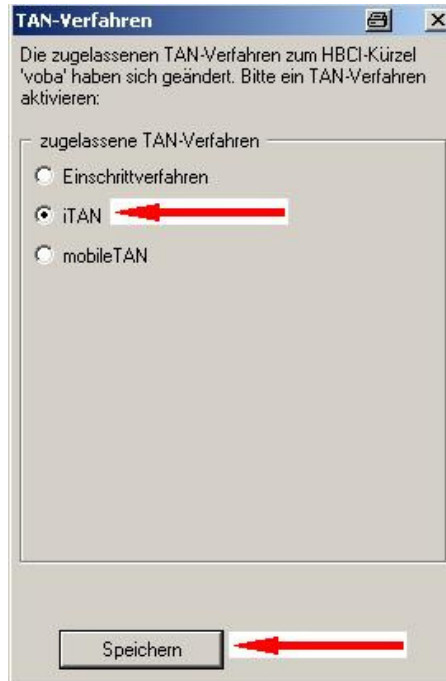 TAN-Verfahren
Die zugelassenen TAN-Verfahren zum HBCI-Kürzel
'voba' haben sich geändert. Bitte ein TAN-Verfahren
aktivieren:
zugelassene TAN-Verfahren
Einschrittverfahren
iTAN
mobileTAN
Speichern